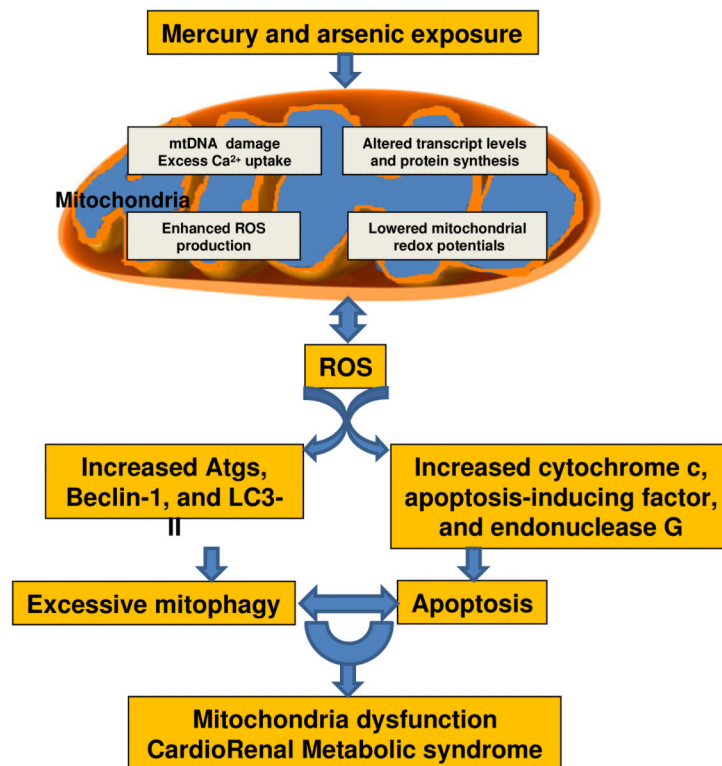 Mercury and arsenic exposure
mtDNA damage
Excess Ca²⁺ uptake
Altered transcript levels
and protein synthesis
Mitochondria
Enhanced ROS
production
Lowered mitochondrial
redox potentials
ROS
Increased Atgs,
Beclin-1, and LC3-
II
Increased cytochrome c,
apoptosis-inducing factor,
and endonuclease G
Excessive mitophagy
Apoptosis
Mitochondria dysfunction
CardioRenal Metabolic syndrome